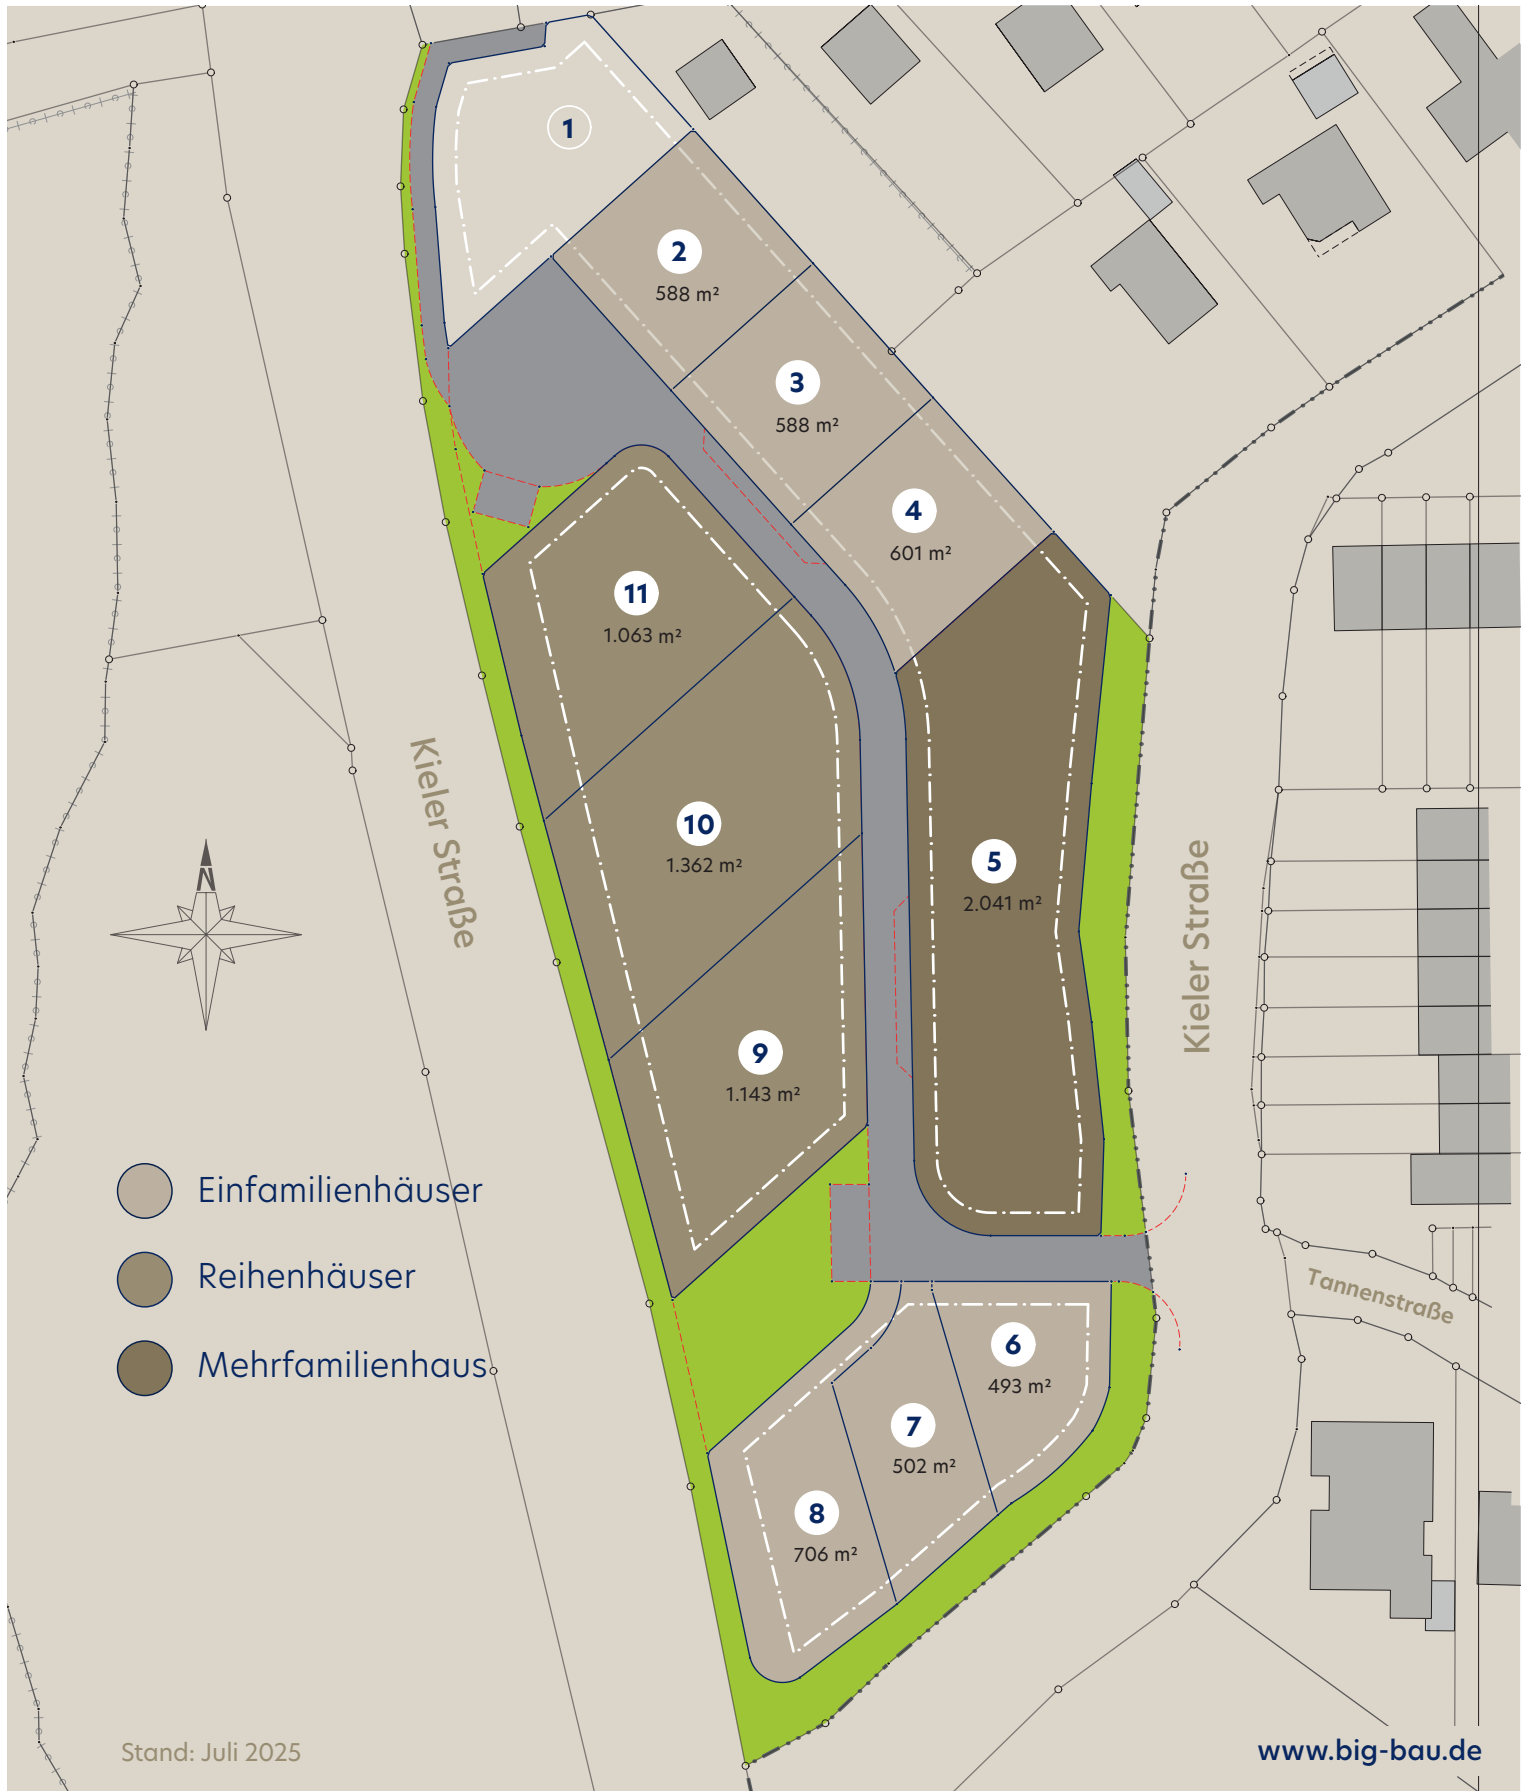 1
2
588 m²
3
588 m²
4
601 m²
11
1.063 m²
Kieler Straße
10
1.362 m²
5
2.041 m²
Kieler Straße
N
9
1.143 m²
Einfamilienhäuser
Reihenhäuser
Mehrfamilienhaus
Tannenstraße
6
493 m²
7
502 m²
8
706 m²
Stand: Juli 2025
www.big-bau.de